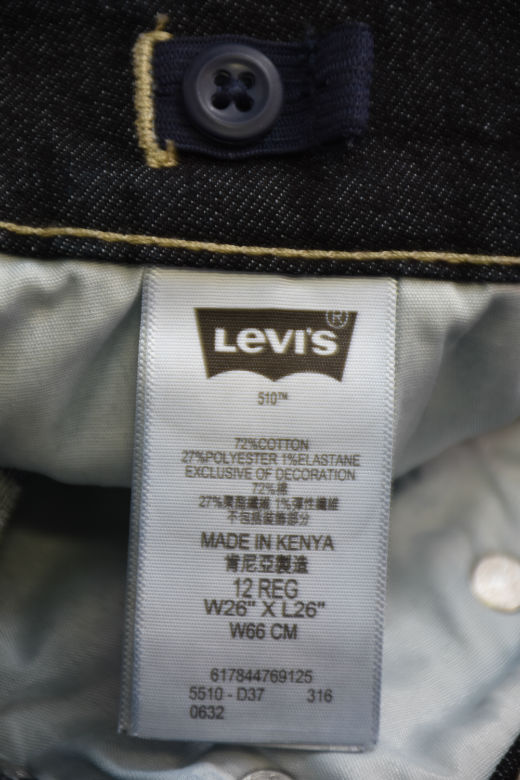 Levi's®
510™
72%COTTON
27%POLYESTER 1%ELASTANE
EXCLUSIVE OF DECORATION
72%棉
27%聚酯纖維 1%彈性纖維
不包括裝飾部分
MADE IN KENYA
肯尼亞製造
12 REG
W26" X L26"
W66 CM
617844769125
5510 - D37 316
0632